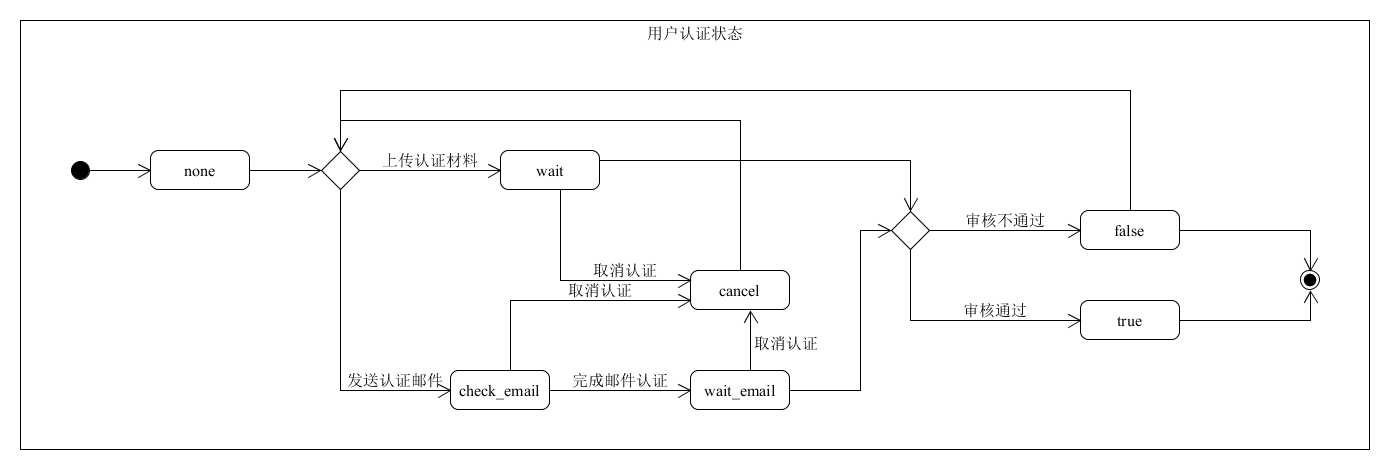 用户认证状态
none
上传认证材料
wait
审核不通过
false
取消认证
取消认证
cancel
审核通过
true
取消认证
发送认证邮件
check_email
完成邮件认证
wait_email